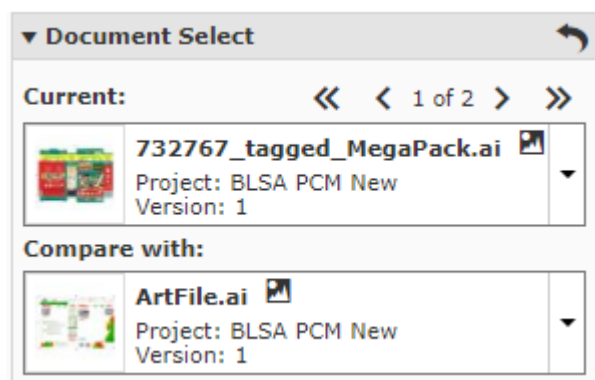 Document Select
Current:
1 of 2
732767_tagged_MegaPack.ai
Project: BLSA PCM New
Version: 1
Compare with:
ArtFile.ai
Project: BLSA PCM New
Version: 1